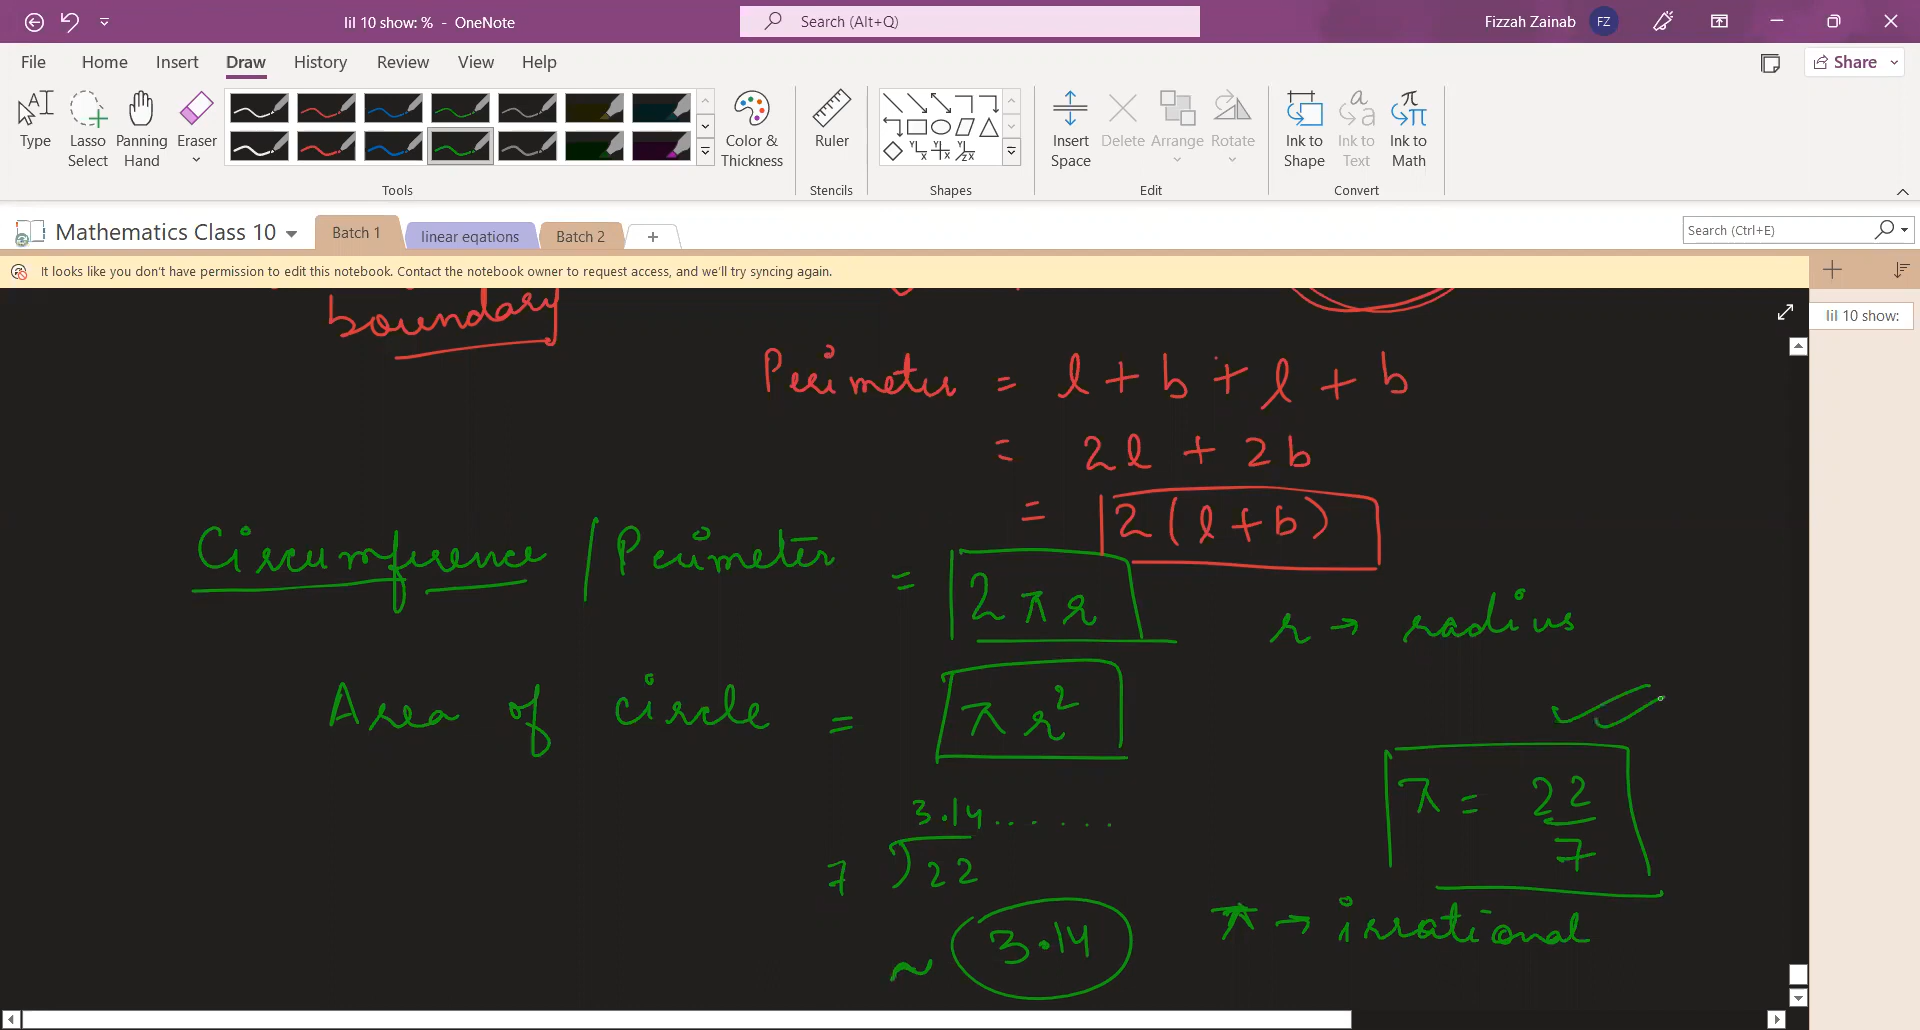 lil 10 show: % - OneNote
Search (Alt+Q)
Fizzah Zainab FZ
File Home Insert Draw History Review View Help
Share
Type
Lasso Select
Panning Hand
Eraser
Color & Thickness
Ruler
Insert Space
Delete
Arrange
Rotate
Ink to Shape
Ink to Text
Ink to Math
Tools Stencils Shapes Edit Convert
Mathematics Class 10 Batch 1 linear eqations Batch 2 +
Search (Ctrl+E)
It looks like you don't have permission to edit this notebook. Contact the notebook owner to request access, and we'll try syncing again.
lil 10 show:
boundary
Perimeter = l + b + l + b
= 2l + 2b
= 2(l+b)
Circumference / Perimeter = 2πr
r → radius
Area of circle = πr²
π = 22/7
3.14......
7 ) 22
~ 3.14
π → irrational